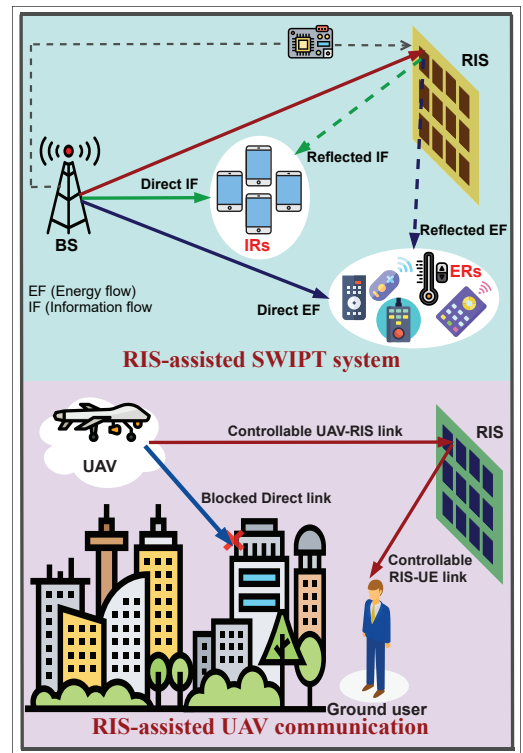 RIS
Reflected IF
Direct IF
BS
IRs
Reflected EF
ERs
EF (Energy flow)
IF (Information flow
Direct EF
RIS-assisted SWIPT system
Controllable UAV-RIS link
RIS
UAV
Blocked Direct link
Controllable
RIS-UE link
Ground user
RIS-assisted UAV communication